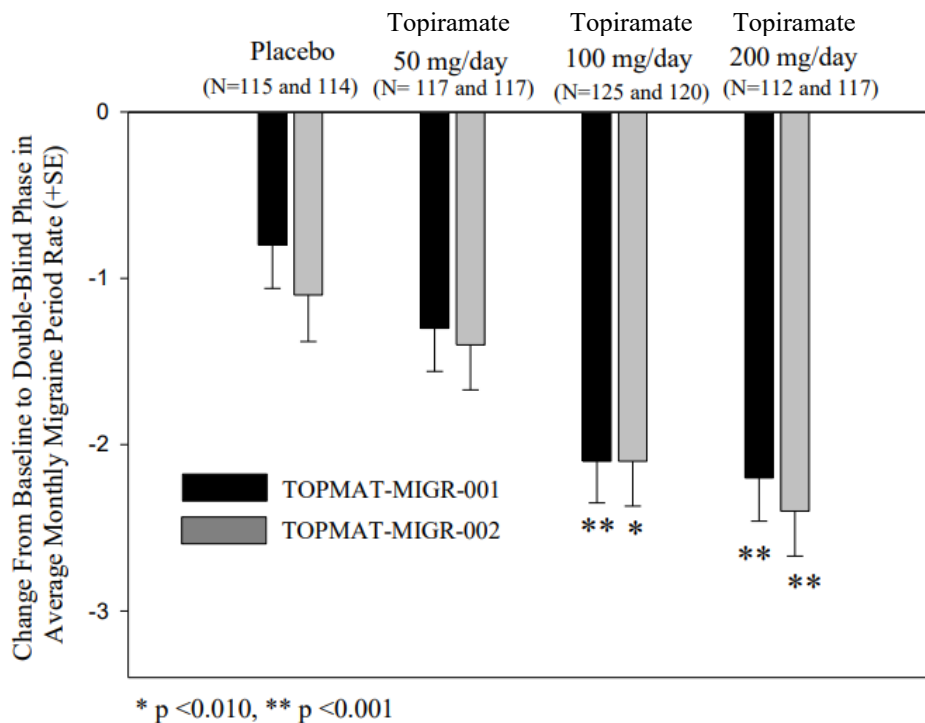 Placebo
(N=115 and 114)
Topiramate
50 mg/day
(N= 117 and 117)
Topiramate
100 mg/day
(N=125 and 120)
Topiramate
200 mg/day
(N=112 and 117)
Change From Baseline to Double-Blind Phase in
Average Monthly Migraine Period Rate (+SE)
0
-1
-2
-3
TOPMAT-MIGR-001
TOPMAT-MIGR-002
**
*
**
**
* p <0.010, ** p <0.001